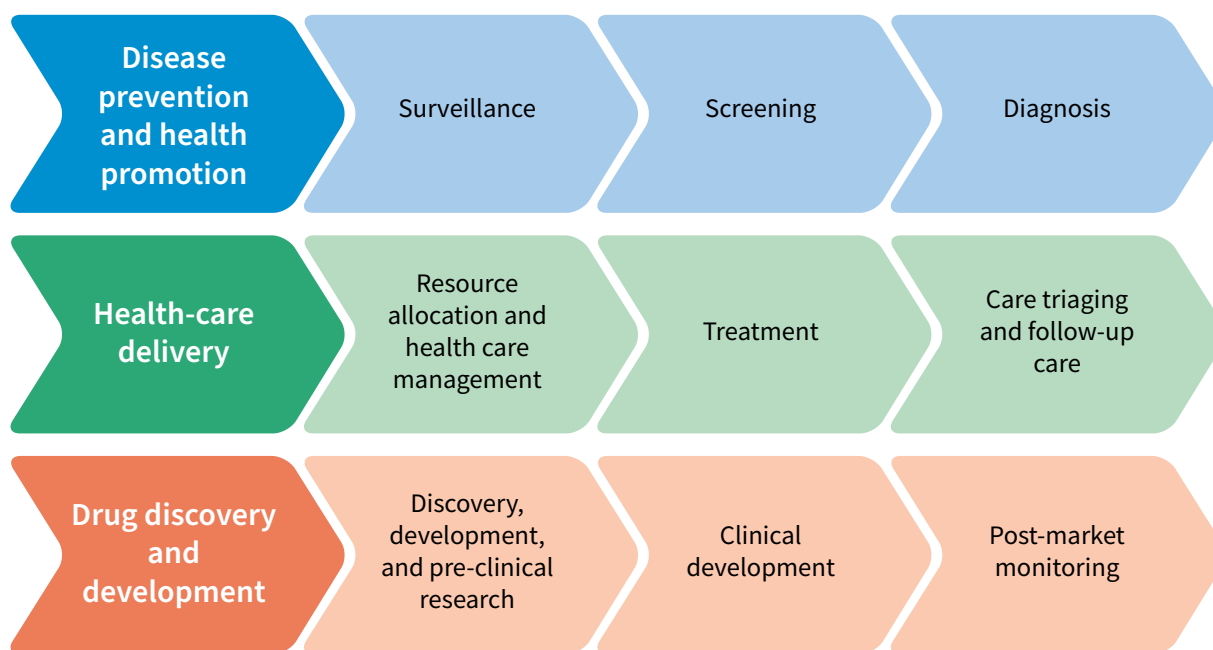 Disease
prevention
and health
promotion
Surveillance
Screening
Diagnosis
Health-care
delivery
Resource
allocation and
health care
management
Treatment
Care triaging
and follow-up
care
Drug discovery
and
development
Discovery,
development,
and pre-clinical
research
Clinical
development
Post-market
monitoring